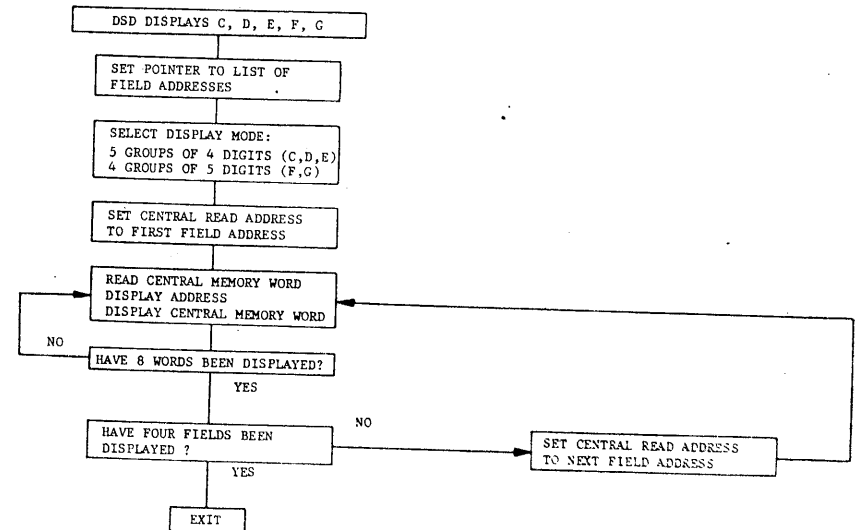 DSD DISPLAYS C, D, E, F, G
SET POINTER TO LIST OF
FIELD ADDRESSES
SELECT DISPLAY MODE:
5 GROUPS OF 4 DIGITS (C,D,E)
4 GROUPS OF 5 DIGITS (F,G)
SET CENTRAL READ ADDRESS
TO FIRST FIELD ADDRESS
READ CENTRAL MEMORY WORD
DISPLAY ADDRESS
DISPLAY CENTRAL MEMORY WORD
NO
HAVE 8 WORDS BEEN DISPLAYED?
YES
HAVE FOUR FIELDS BEEN
DISPLAYED ?
NO
SET CENTRAL READ ADDRESS
TO NEXT FIELD ADDRESS
YES
EXIT